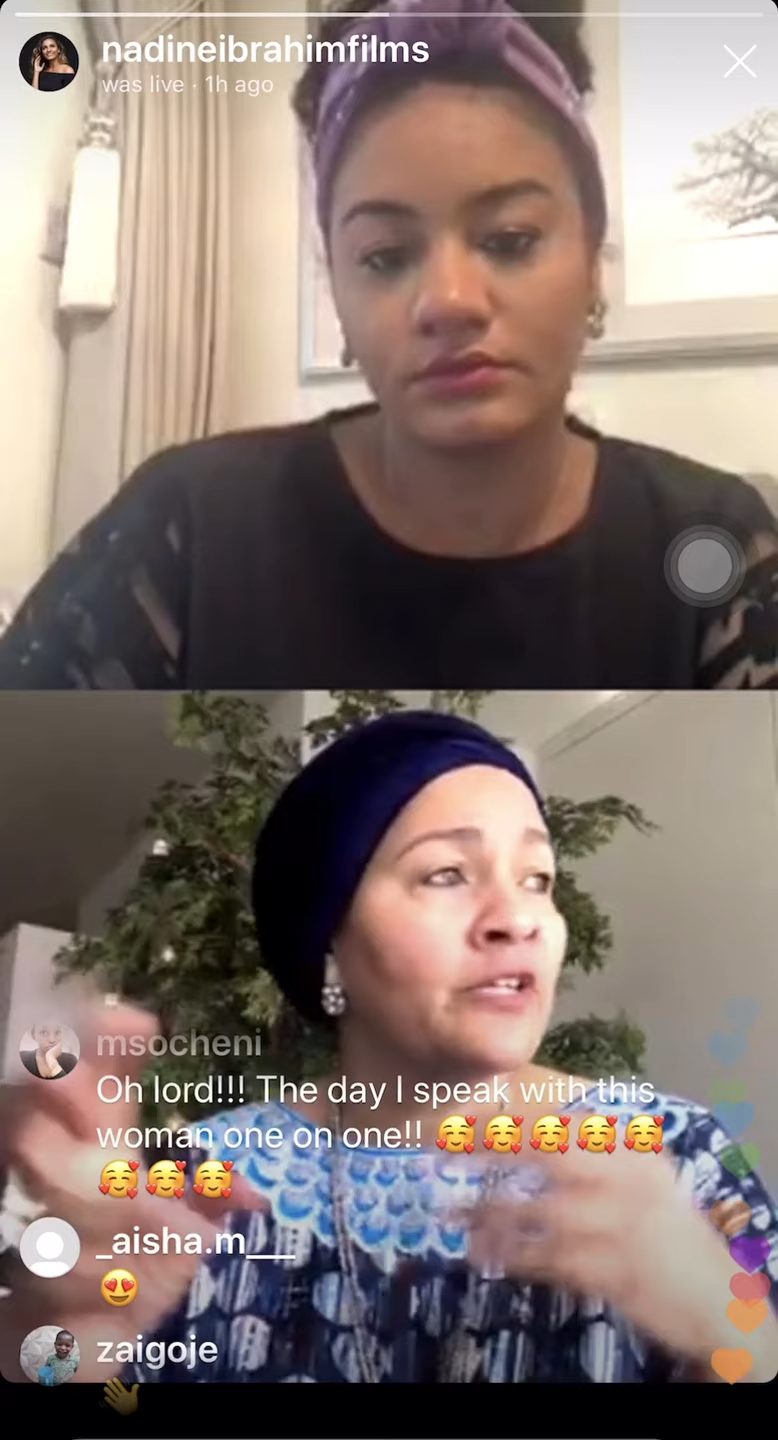 nadineibrahimfilms
was live · 1h ago
msocheni
Oh lord!!! The day I speak with this
woman one on one!! 🥰🥰🥰🥰🥰
🥰🥰🥰
_aisha.m___
😍
zaigoje
👋